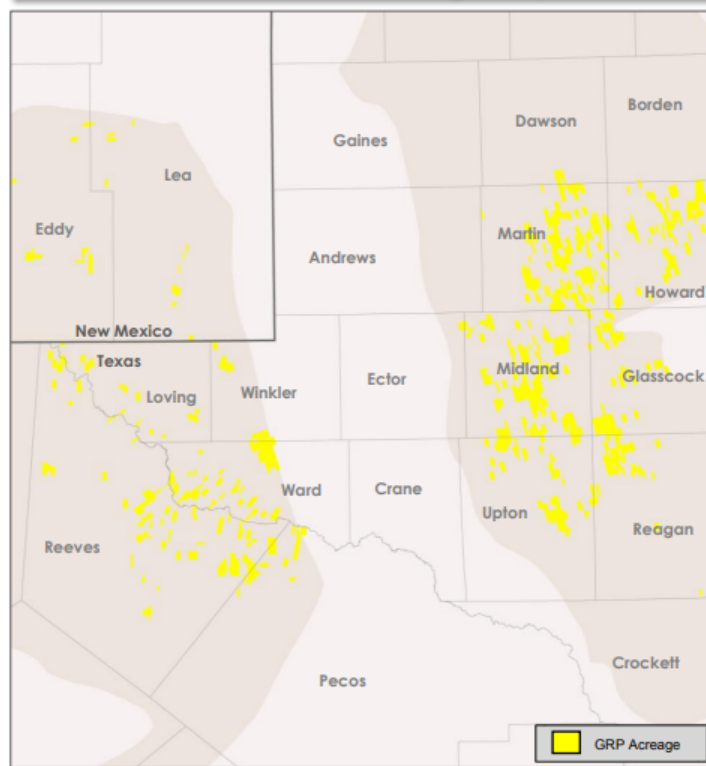 Borden
Dawson
Gaines
Lea
Eddy
Martin
Andrews
Howard
New Mexico
Texas
Midland
Glasscock
Ector
Loving
Winkler
Ward
Crane
Upton
Reagan
Reeves
Crockett
Pecos
GRP Acreage